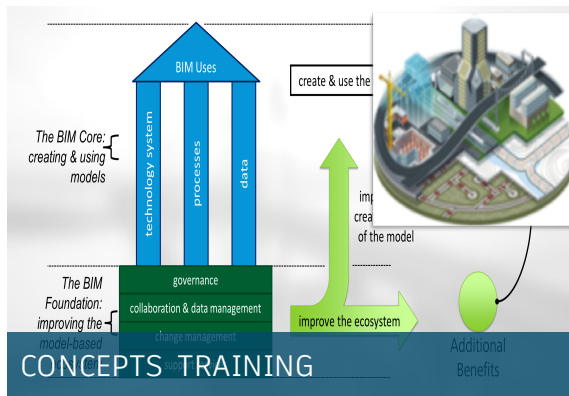 BIM Uses
create & use the
The BIM Core:
creating & using
models
technology system
processes
data
of the model
The BIM
Foundation:
improving the
model-based
governance
collaboration & data management
change management
support
improve the ecosystem
Additional
Benefits
CONCEPTS TRAINING